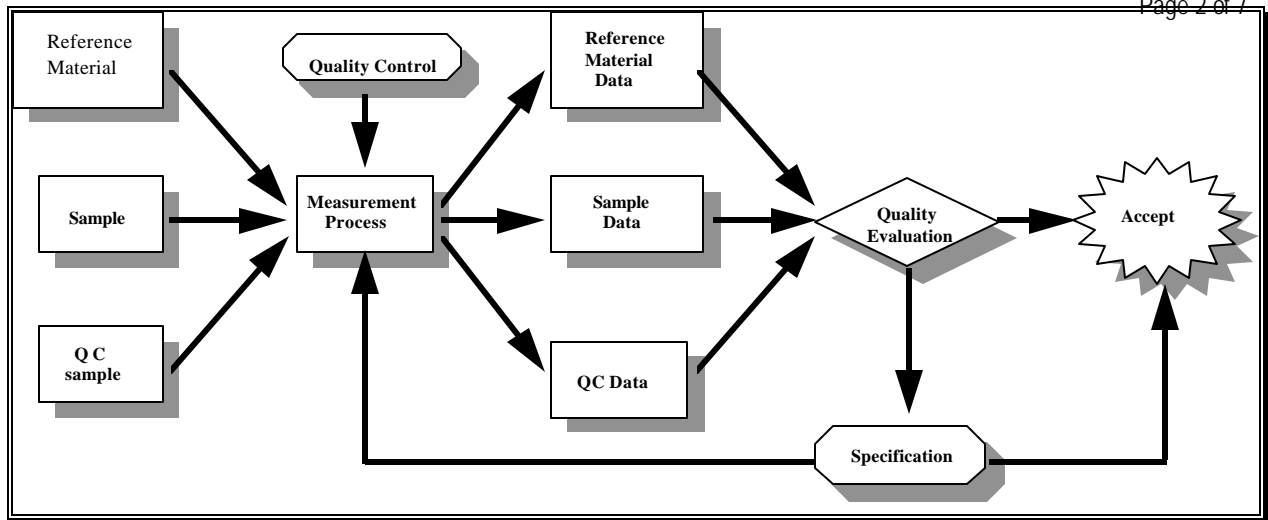 Page 2 of 7
Reference
Material
Quality Control
Reference
Material
Data
Sample
Measurement
Process
Sample
Data
Quality
Evaluation
Accept
Q C
sample
QC Data
Specification